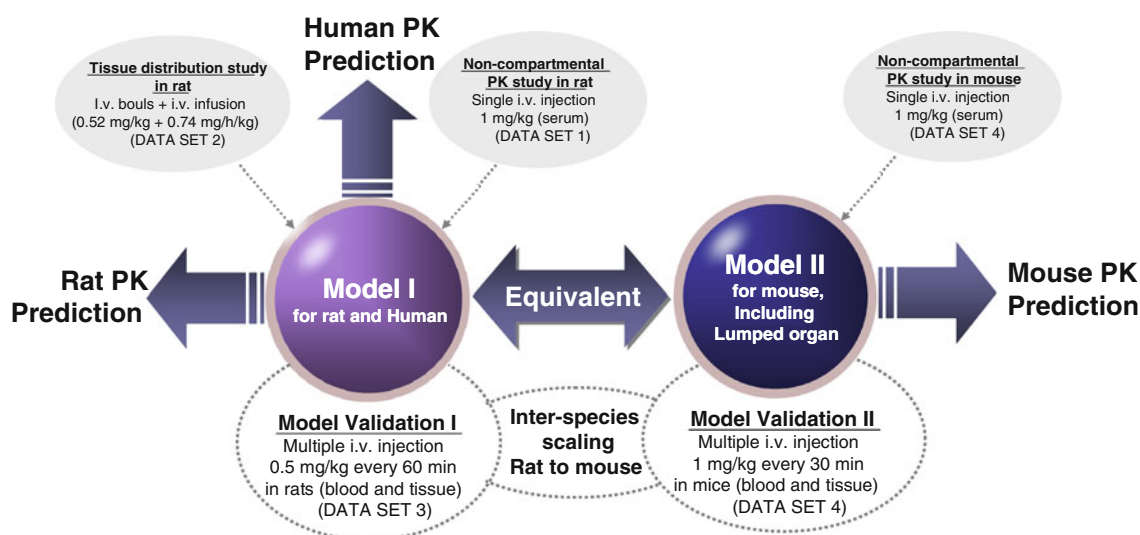 Human PK
Prediction
Tissue distribution study
in rat
I.v. bouls + i.v. infusion
(0.52 mg/kg + 0.74 mg/h/kg)
(DATA SET 2)
Non-compartmental
PK study in rat
Single i.v. injection
1 mg/kg (serum)
(DATA SET 1)
Non-compartmental
PK study in mouse
Single i.v. injection
1 mg/kg (serum)
(DATA SET 4)
Rat PK
Prediction
Model I
for rat and Human
Equivalent
Model II
for mouse,
Including
Lumped organ
Mouse PK
Prediction
Model Validation I
Multiple i.v. injection
0.5 mg/kg every 60 min
in rats (blood and tissue)
(DATA SET 3)
Inter-species
scaling
Rat to mouse
Model Validation II
Multiple i.v. injection
1 mg/kg every 30 min
in mice (blood and tissue)
(DATA SET 4)